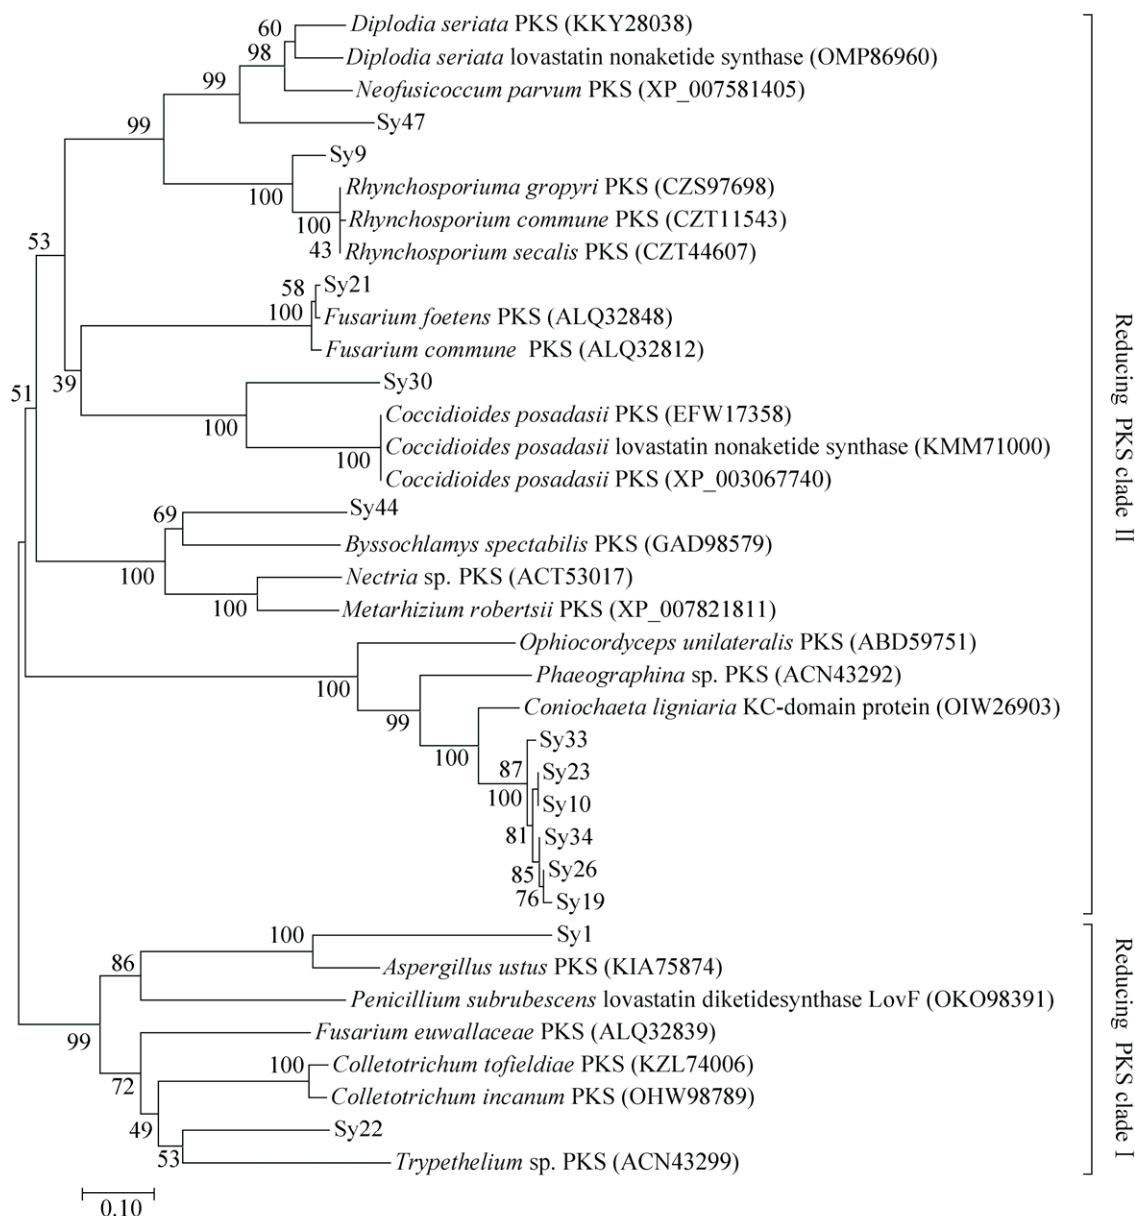 60
Diplodia seriata PKS (KKY28038)
98
Diplodia seriata lovastatin nonaketide synthase (OMP86960)
99
Neofusicoccum parvum PKS (XP_007581405)
99
Sy47
Sy9
100
Rhynchosporiuma gropyri PKS (CZS97698)
100
Rhynchosporium commune PKS (CZT11543)
43
Rhynchosporium secalis PKS (CZT44607)
53
58
Sy21
100
Fusarium foetens PKS (ALQ32848)
Fusarium commune PKS (ALQ32812)
39
Sy30
51
100
Coccidioides posadasii PKS (EFW17358)
Coccidioides posadasii lovastatin nonaketide synthase (KMM71000)
100
Coccidioides posadasii PKS (XP_003067740)
69
Sy44
Byssochlamys spectabilis PKS (GAD98579)
100
Nectria sp. PKS (ACT53017)
100
Metarhizium robertsii PKS (XP_007821811)
Ophiocordyceps unilateralis PKS (ABD59751)
100
Phaeographina sp. PKS (ACN43292)
99
Coniochaeta ligniaria KC-domain protein (OIW26903)
100
Sy33
87
Sy23
100
Sy10
81
Sy34
85
Sy26
76
Sy19
Reducing PKS clade II
100
Sy1
86
Aspergillus ustus PKS (KIA75874)
Penicillium subrubescens lovastatin diketidesynthase LovF (OKO98391)
99
Fusarium euwallaceae PKS (ALQ32839)
100
Colletotrichum tofieldiae PKS (KZL74006)
72
Colletotrichum incanum PKS (OHW98789)
49
Sy22
53
Trypethelium sp. PKS (ACN43299)
Reducing PKS clade I
0.10